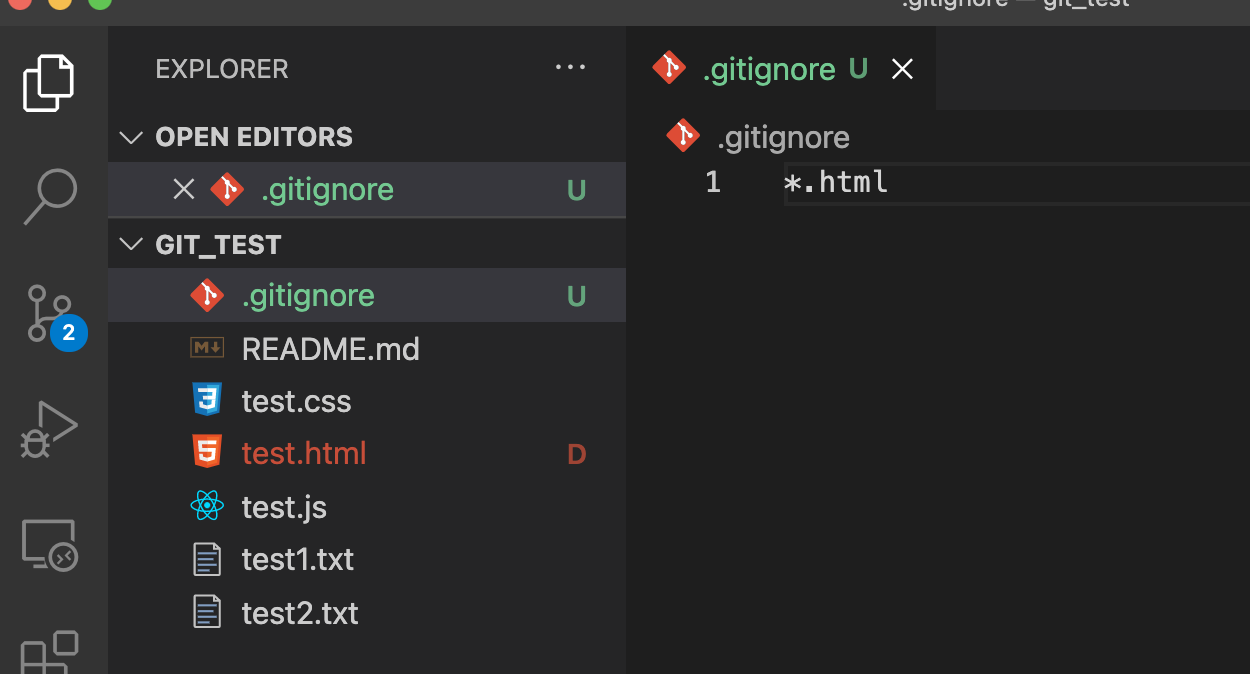 .gitignore — git_test
EXPLORER
OPEN EDITORS
.gitignore U
GIT_TEST
.gitignore U
README.md
test.css
test.html D
test.js
test1.txt
test2.txt
2
.gitignore U
.gitignore
1 *.html